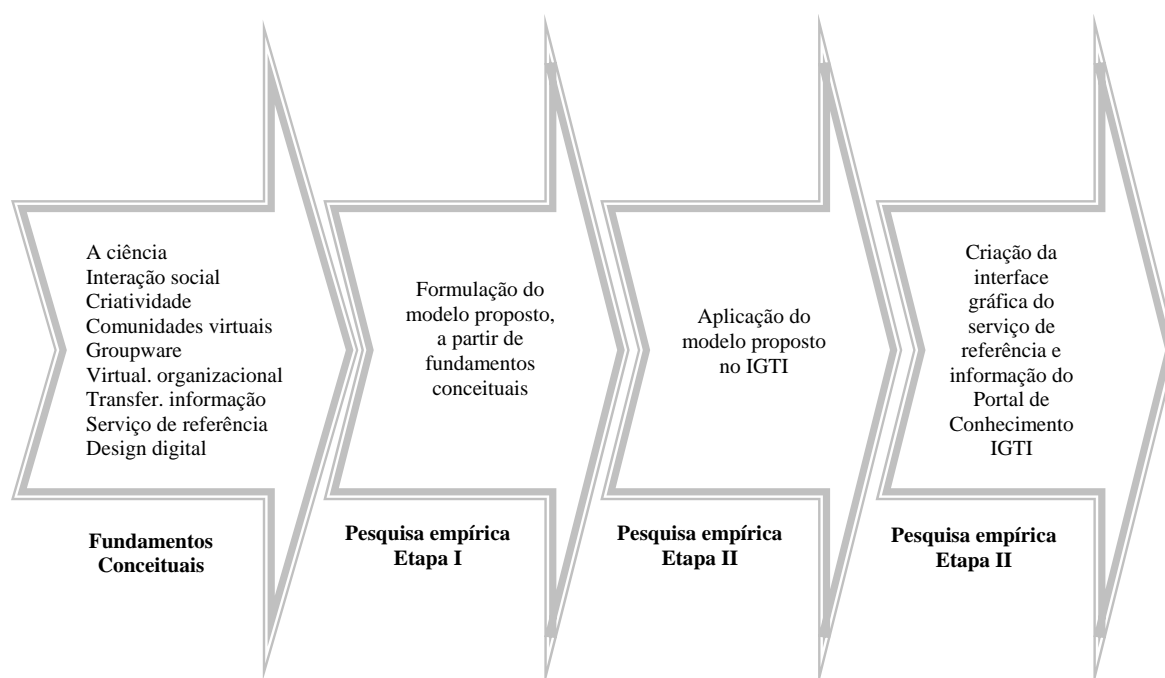 A ciência
Interação social
Criatividade
Comunidades virtuais
Groupware
Virtual. organizacional
Transfer. informação
Serviço de referência
Design digital
Fundamentos
Conceituais
Formulação do
modelo proposto,
a partir de
fundamentos
conceituais
Pesquisa empírica
Etapa I
Aplicação do
modelo proposto
no IGTI
Pesquisa empírica
Etapa II
Criação da
interface
gráfica do
serviço de
referência e
informação do
Portal de
Conhecimento
IGTI
Pesquisa empírica
Etapa II